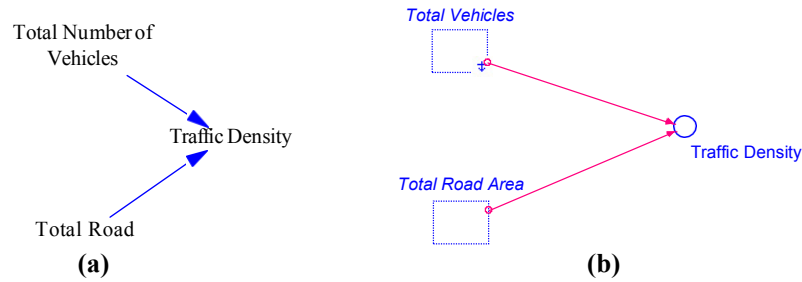 Total Number of
Vehicles
Traffic Density
Total Road
(a)
Total Vehicles
Traffic Density
Total Road Area
(b)